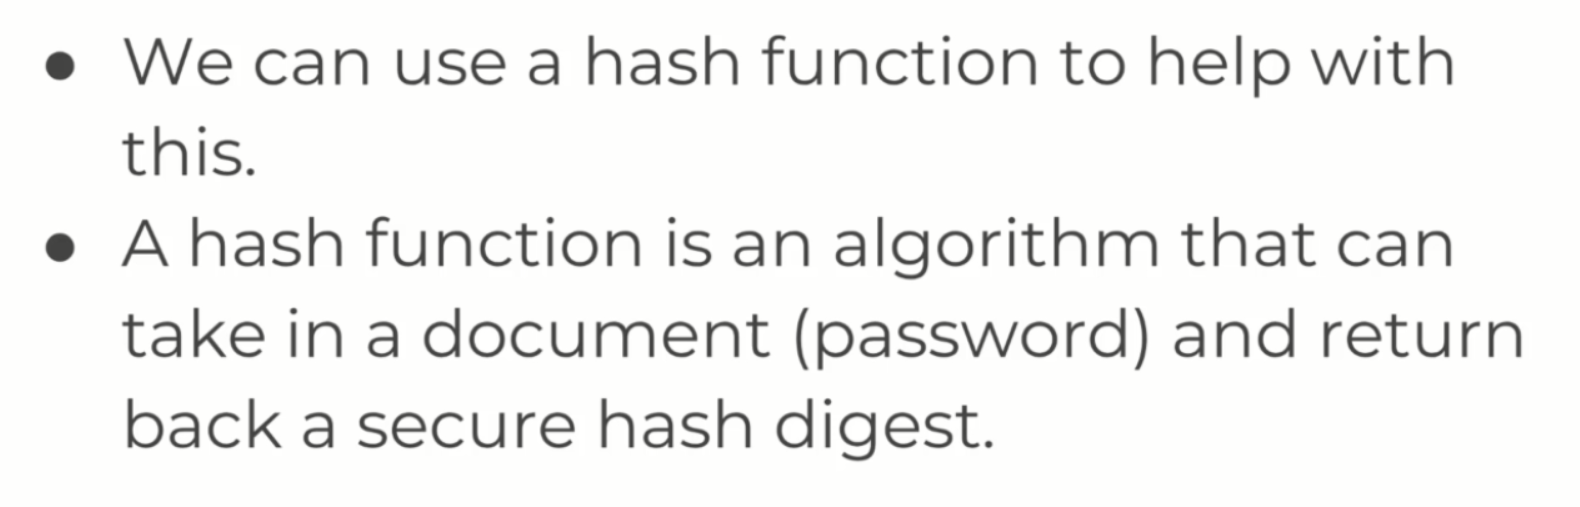 ● We can use a hash function to help with
this.
● A hash function is an algorithm that can
take in a document (password) and return
back a secure hash digest.